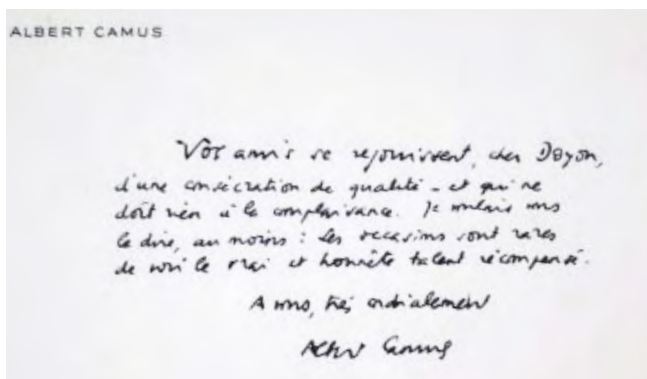 ALBERT CAMUS
Vos amis se réjouissent, cher Dayon,
d'une consécration de qualité - et qui ne
doit rien à la complaisance. Je voulais vous
le dire, au moins : les occasions sont rares
de voir le vrai et honnête talent récompensé.
A vous, très cordialement
Albert Camus